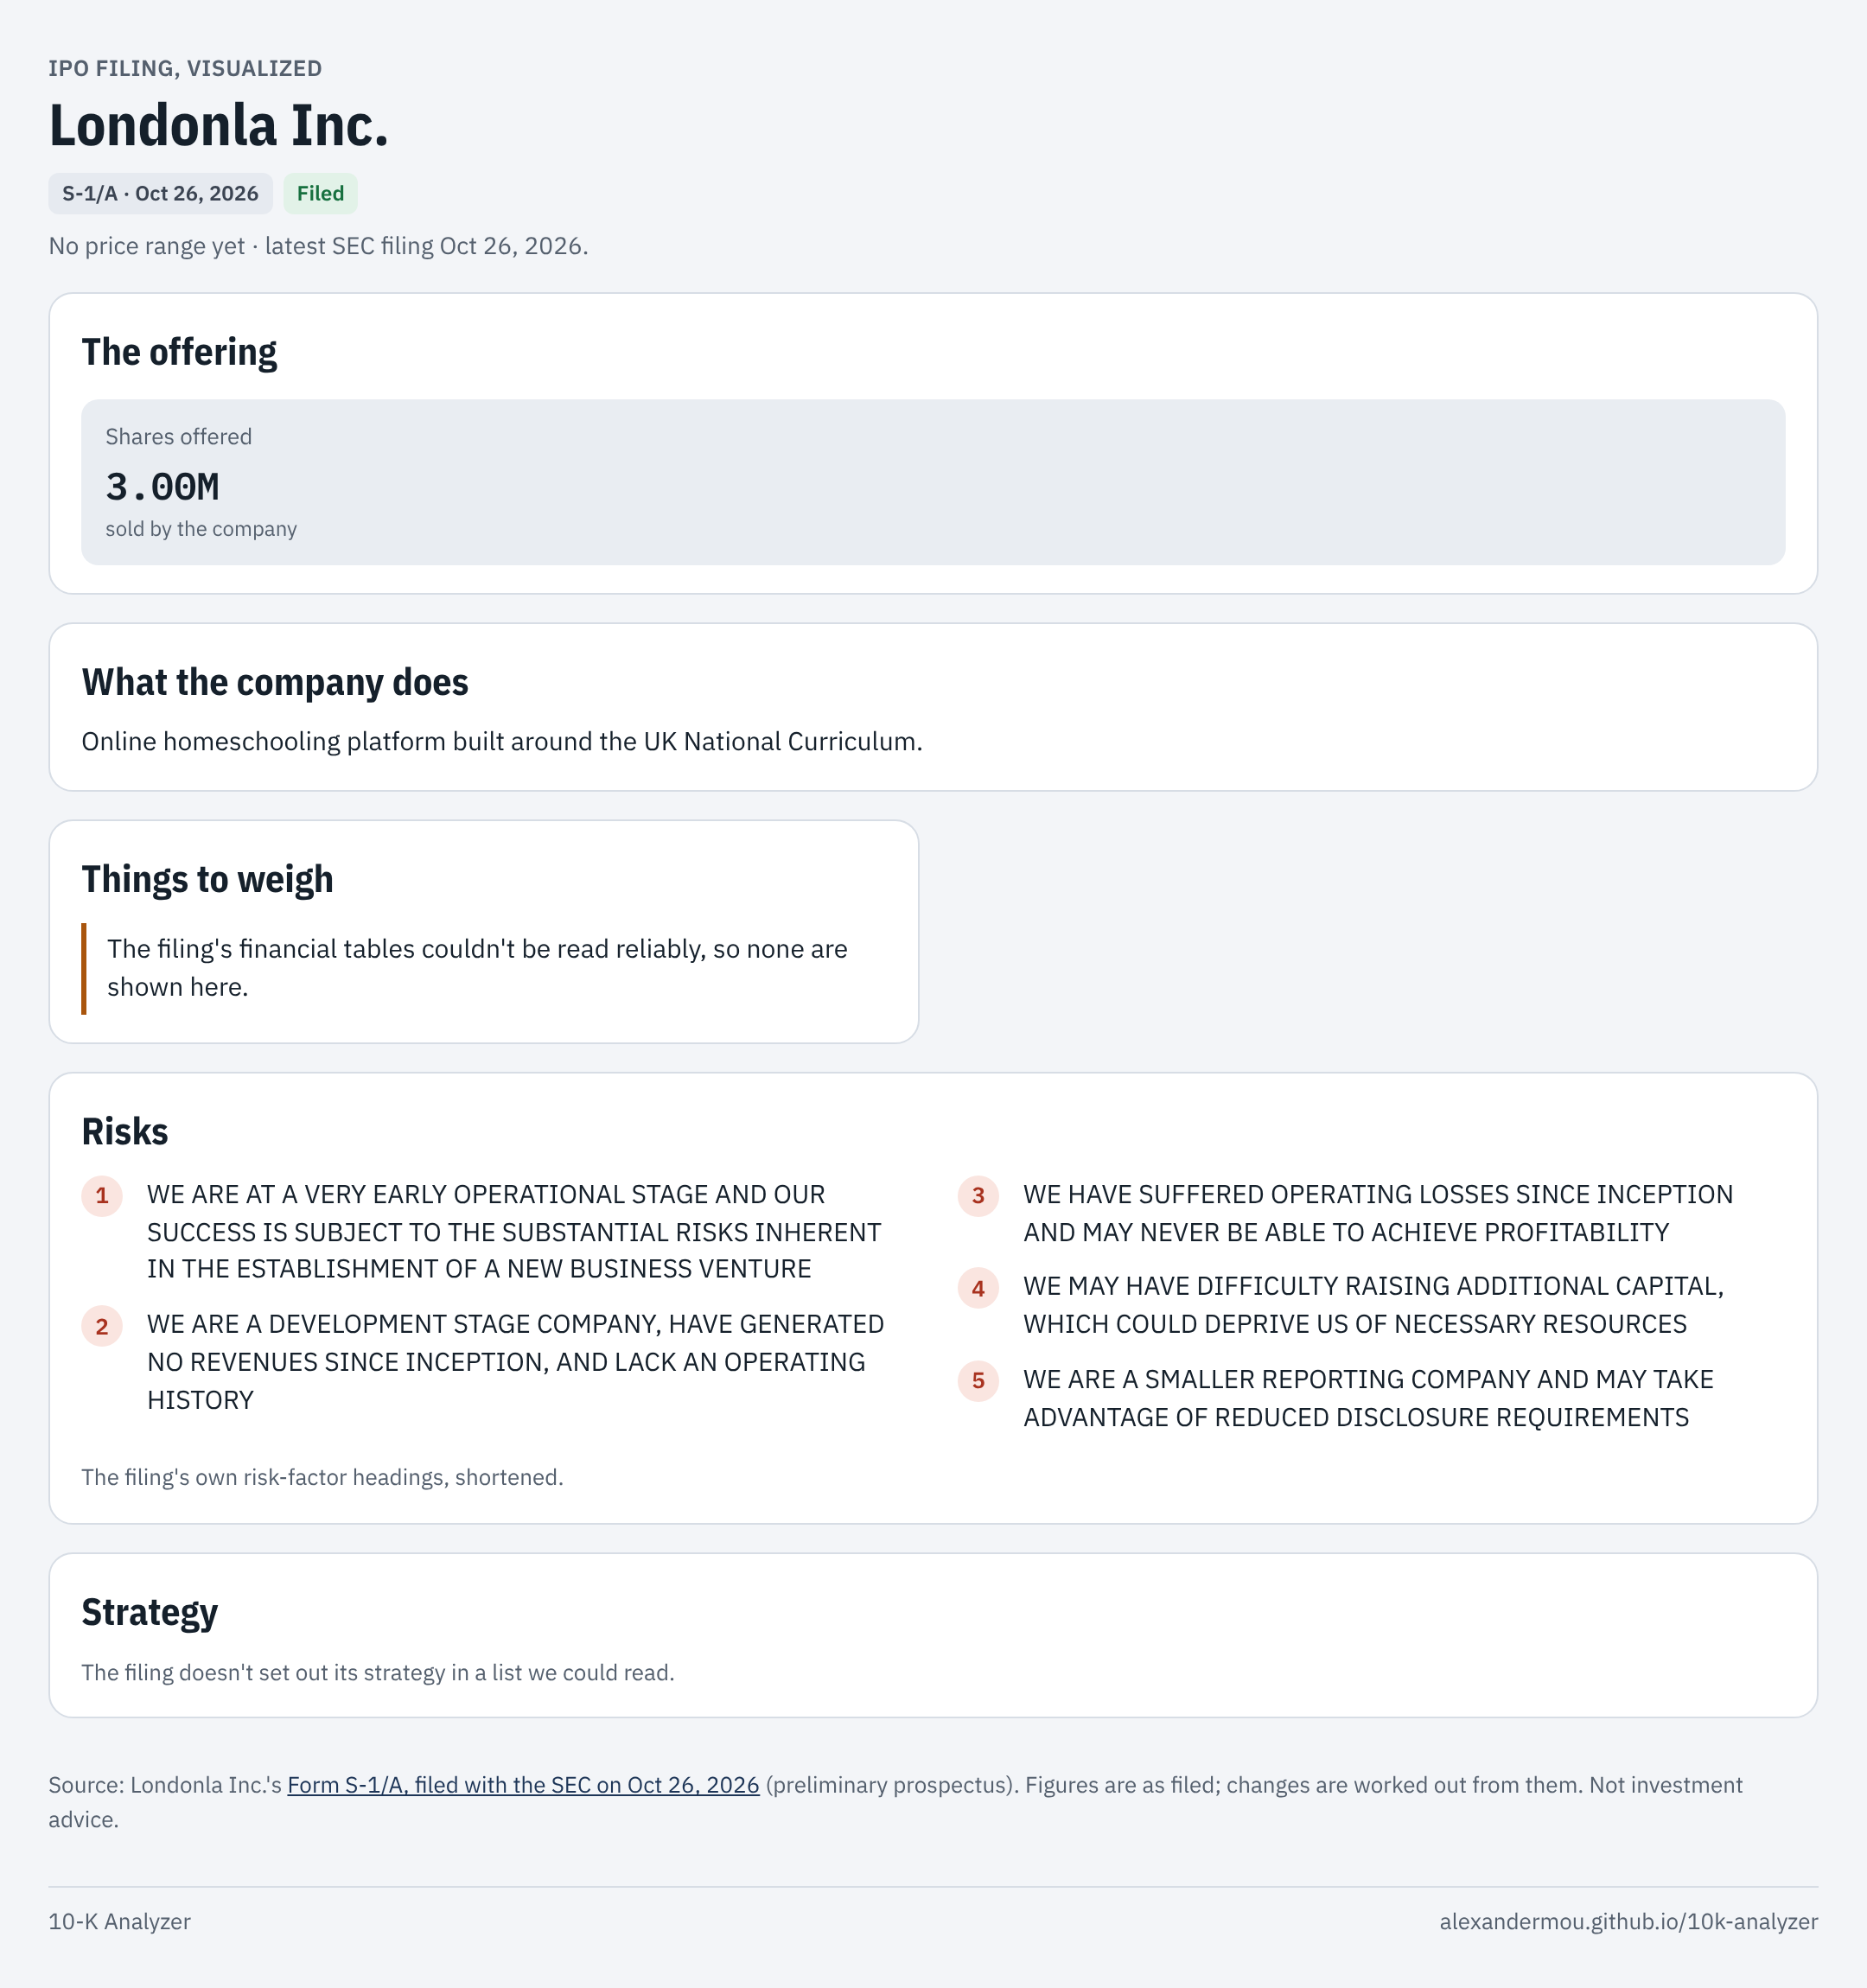 IPO FILING, VISUALIZED
Londonla Inc.
S-1/A · Oct 26, 2026 Filed
No price range yet · latest SEC filing Oct 26, 2026.
The offering
Shares offered
3.00M
sold by the company
What the company does
Online homeschooling platform built around the UK National Curriculum.
Things to weigh
The filing's financial tables couldn't be read reliably, so none are
shown here.
Risks
1 WE ARE AT A VERY EARLY OPERATIONAL STAGE AND OUR
SUCCESS IS SUBJECT TO THE SUBSTANTIAL RISKS INHERENT
IN THE ESTABLISHMENT OF A NEW BUSINESS VENTURE
2 WE ARE A DEVELOPMENT STAGE COMPANY, HAVE GENERATED
NO REVENUES SINCE INCEPTION, AND LACK AN OPERATING
HISTORY
3 WE HAVE SUFFERED OPERATING LOSSES SINCE INCEPTION
AND MAY NEVER BE ABLE TO ACHIEVE PROFITABILITY
4 WE MAY HAVE DIFFICULTY RAISING ADDITIONAL CAPITAL,
WHICH COULD DEPRIVE US OF NECESSARY RESOURCES
5 WE ARE A SMALLER REPORTING COMPANY AND MAY TAKE
ADVANTAGE OF REDUCED DISCLOSURE REQUIREMENTS
The filing's own risk-factor headings, shortened.
Strategy
The filing doesn't set out its strategy in a list we could read.
Source: Londonla Inc.'s Form S-1/A, filed with the SEC on Oct 26, 2026 (preliminary prospectus). Figures are as filed; changes are worked out from them. Not investment
advice.
10-K Analyzer
alexandermou.github.io/10k-analyzer